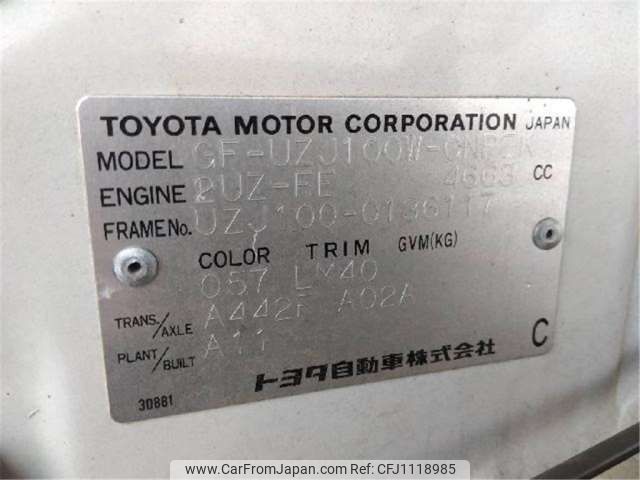 TOYOTA MOTOR CORPORATION JAPAN
MODEL GF-UZJ100W-GNPEK
ENGINE 2UZ-FE 4663 CC
FRAME No. UZJ100-0136117
COLOR TRIM GVM(KG)
057 LM40
TRANS./AXLE A442F A02A
PLANT/BUILT A11
C
トヨタ自動車株式会社
30881
www.CarFromJapan.com CFJ1118985